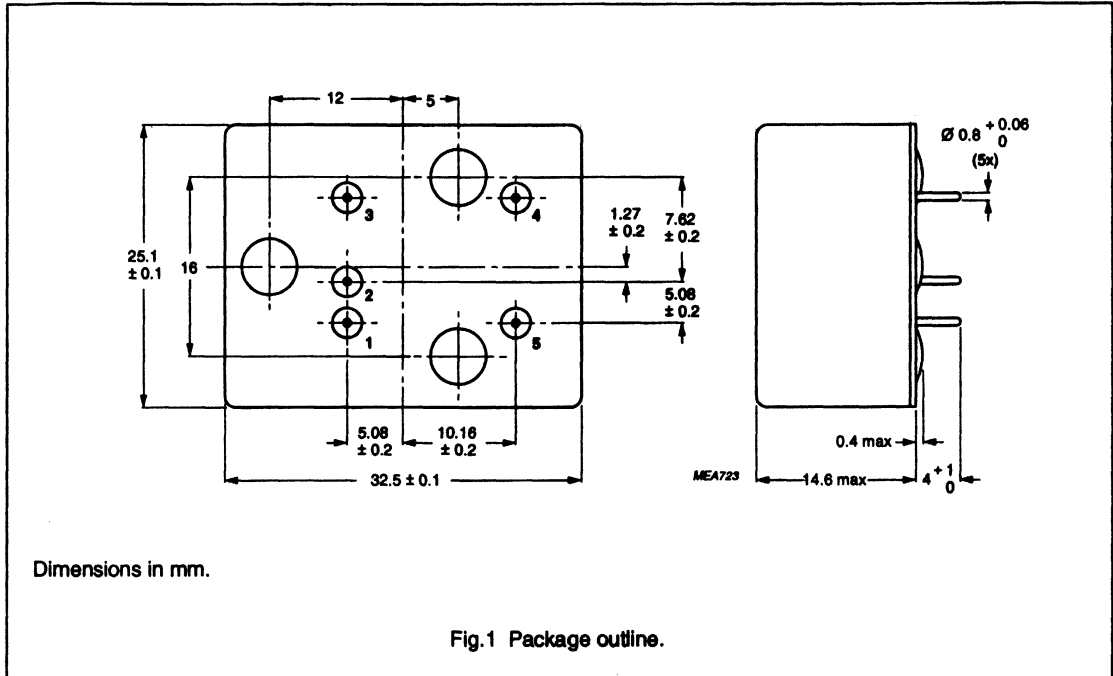 12
5
Ø 0.8 + 0.06
0
(5x)
3
4
1.27
± 0.2
7.62
± 0.2
25.1
± 0.1
16
2
5.08
± 0.2
1
5
5.08
± 0.2
10.16
± 0.2
0.4 max
32.5 ± 0.1
MEA723
14.6 max
4 + 1
0
Dimensions in mm.
Fig.1 Package outline.